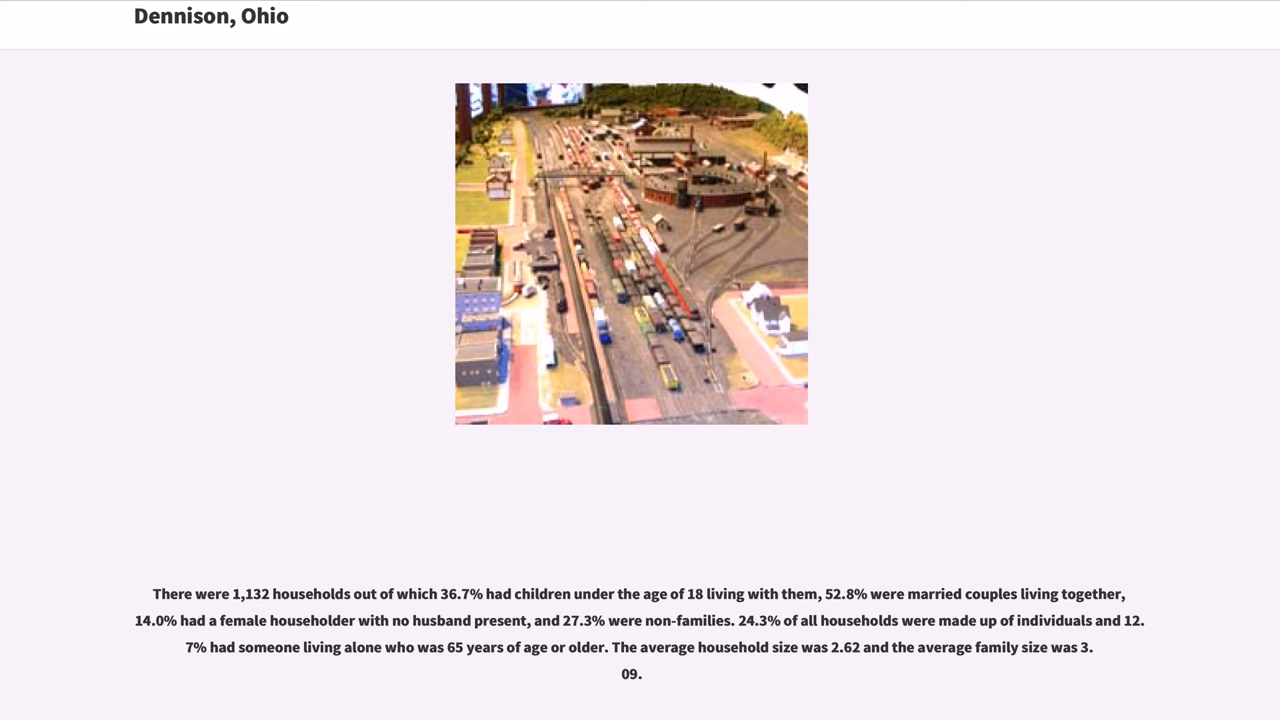 Dennison, Ohio
There were 1,132 households out of which 36.7% had children under the age of 18 living with them, 52.8% were married couples living together,
14.0% had a female householder with no husband present, and 27.3% were non-families. 24.3% of all households were made up of individuals and 12.
7% had someone living alone who was 65 years of age or older. The average household size was 2.62 and the average family size was 3.
09.